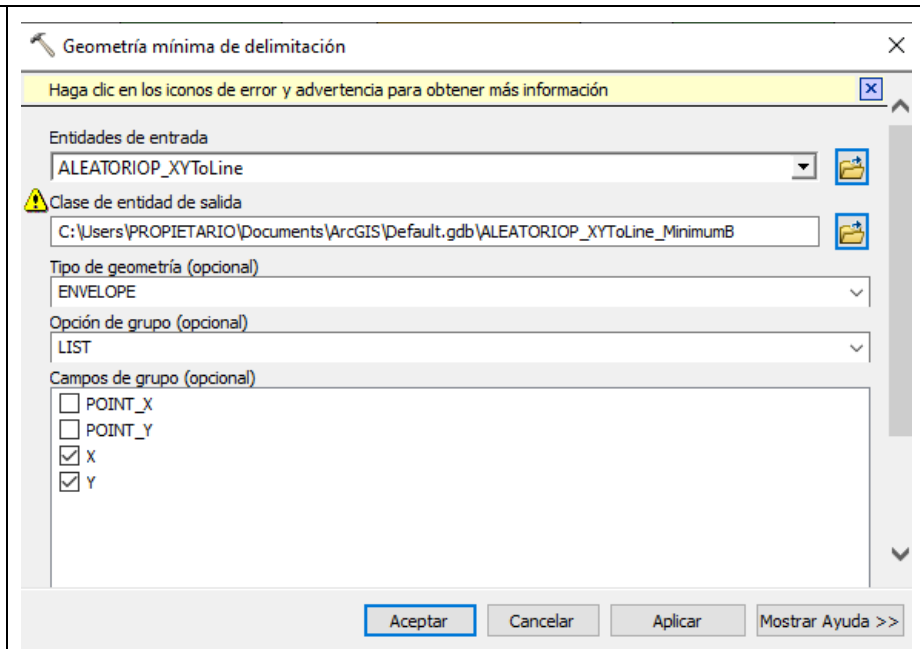 Geometría mínima de delimitación
Haga clic en los iconos de error y advertencia para obtener más información
Entidades de entrada
ALEATORIOP_XYToLine
Clase de entidad de salida
C:\Users\PROPIETARIO\Documents\ArcGIS\Default.gdb\ALEATORIOP_XYToLine_MinimumB
Tipo de geometría (opcional)
ENVELOPE
Opción de grupo (opcional)
LIST
Campos de grupo (opcional)
POINT_X
POINT_Y
X
Y
Aceptar Cancelar Aplicar Mostrar Ayuda >>